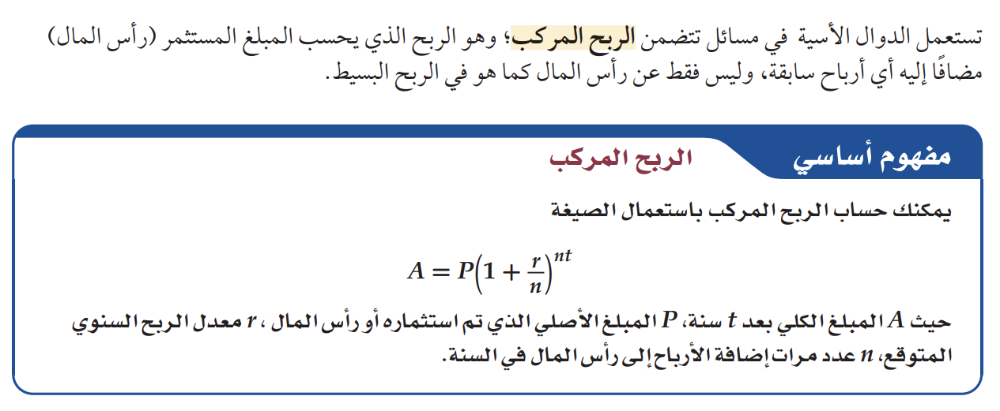 تستعمل الدوال الأسية في مسائل تتضمن الربح المركب؛ وهو الربح الذي يحسب المبلغ المستثمر (رأس المال)
مضافًا إليه أي أرباح سابقة، وليس فقط عن رأس المال كما هو في الربح البسيط.
مفهوم أساسي
الربح المركب
يمكنك حساب الربح المركب باستعمال الصيغة
A = P(1 + r/n)^{nt}
حيث A المبلغ الكلي بعد t سنة، P المبلغ الأصلي الذي تم استثماره أو رأس المال ، r معدل الربح السنوي
المتوقع، n عدد مرات إضافة الأرباح إلى رأس المال في السنة.